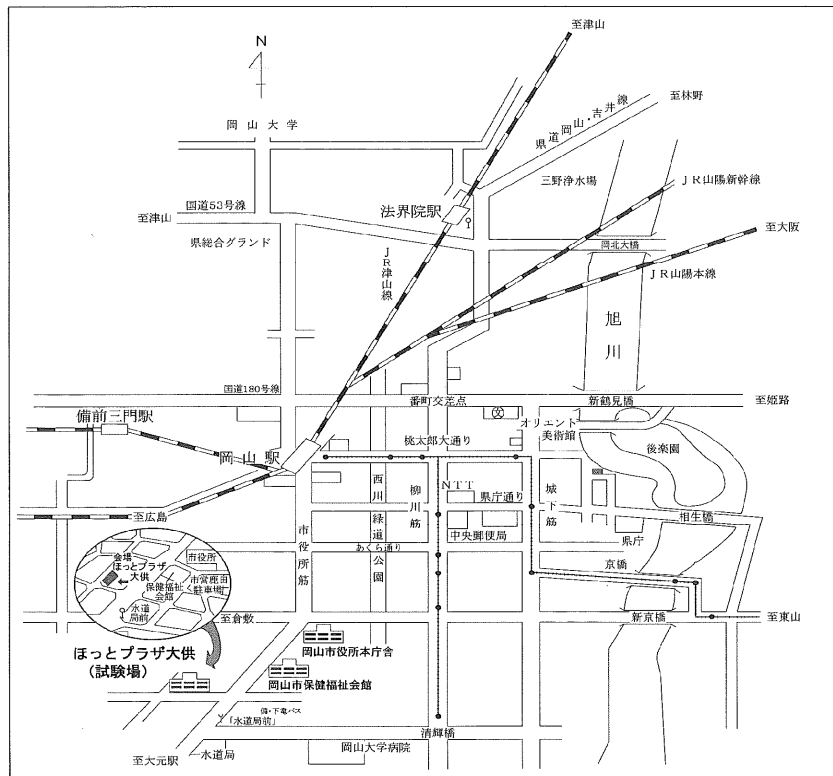 至津山
N
至林野
県道岡山・吉井線
岡山大学
三野浄水場
JR山陽新幹線
国道53号線
法界院駅
至津山
至大阪
県総合グランド
岡北大橋
JR津山線
JR山陽本線
旭川
国道180号線
番町交差点
新鶴見橋
至姫路
備前三門駅
文
オリエント
美術館
桃太郎大通り
後楽園
岡山駅
西川緑道公園
柳川筋
NTT
県庁通り
城下筋
至広島
相生橋
市役所筋
中央郵便局
県庁
あくら通り
京橋
会場
ほっとプラザ
大供
市役所
保健福祉
会館
市営鹿田
駐車場
水道
局前
至倉敷
新京橋
至東山
ほっとプラザ大供
(試験場)
岡山市役所本庁舎
岡山市保健福祉会館
備・下電バス
「水道局前」
清輝橋
水道局
岡山大学病院
至大元駅